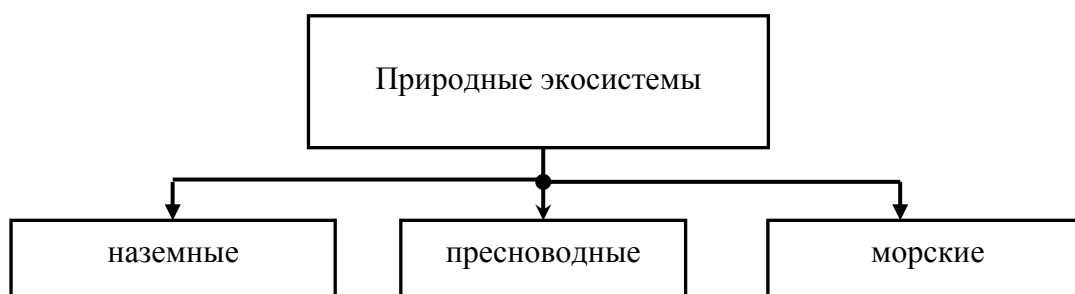 Природные экосистемы
наземные
пресноводные
морские